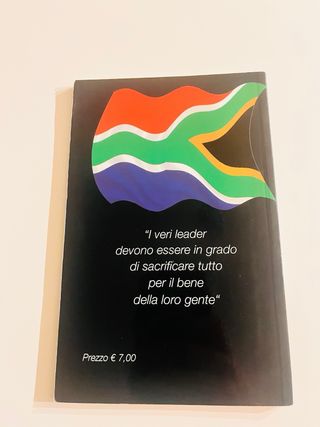 "I veri leader
devono essere in grado
di sacrificare tutto
per il bene
della loro gente"
Prezzo € 7,00